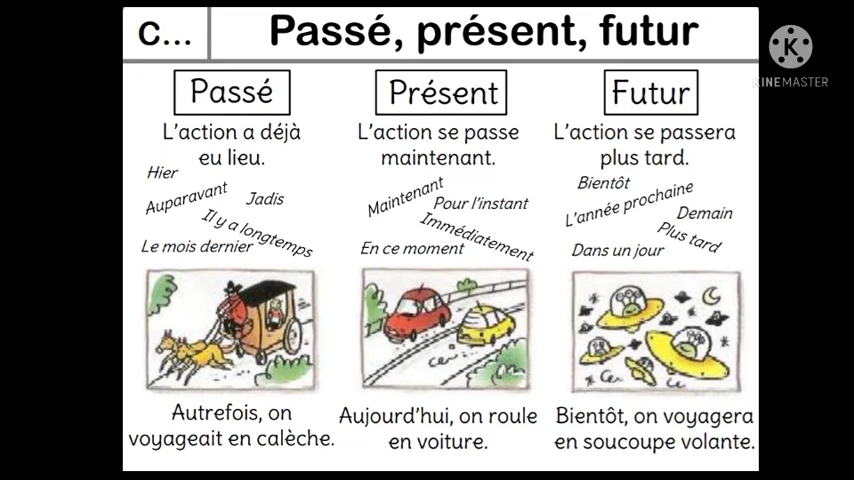 C...
Passé, présent, futur
K
KINEMASTER
Passé
L'action a déjà
eu lieu.
Hier
Auparavant
Jadis
Il y a longtemps
Le mois dernier
Autrefois, on
voyageait en calèche.
Présent
L'action se passe
maintenant.
Maintenant
Pour l'instant
Immédiatement
En ce moment
Aujourd'hui, on roule
en voiture.
Futur
L'action se passera
plus tard.
Bientôt
L'année prochaine
Demain
Plus tard
Dans un jour
Bientôt, on voyagera
en soucoupe volante.